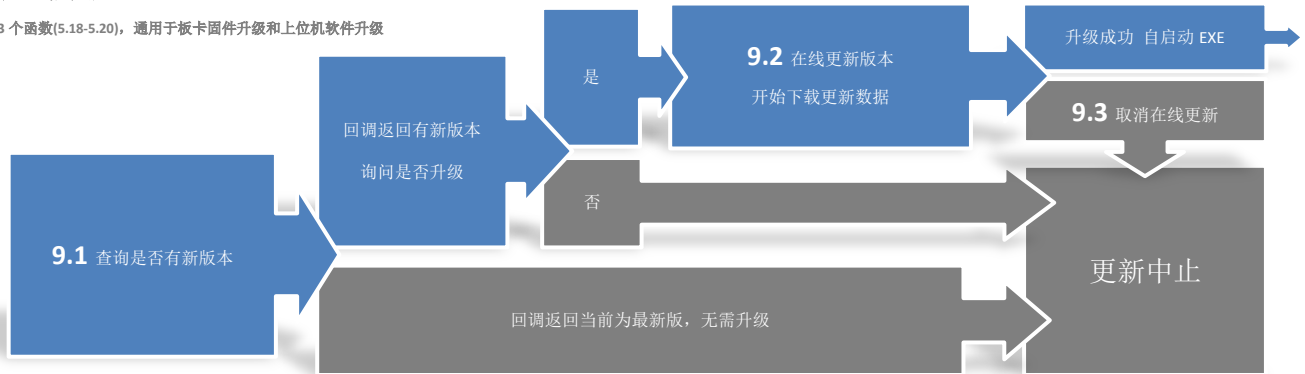 3 个函数(5.18-5.20)，通用于板卡固件升级和上位机软件升级
9.1 查询是否有新版本
回调返回有新版本
询问是否升级
是
9.2 在线更新版本
开始下载更新数据
升级成功 自启动 EXE
9.3 取消在线更新
否
更新中止
回调返回当前为最新版，无需升级